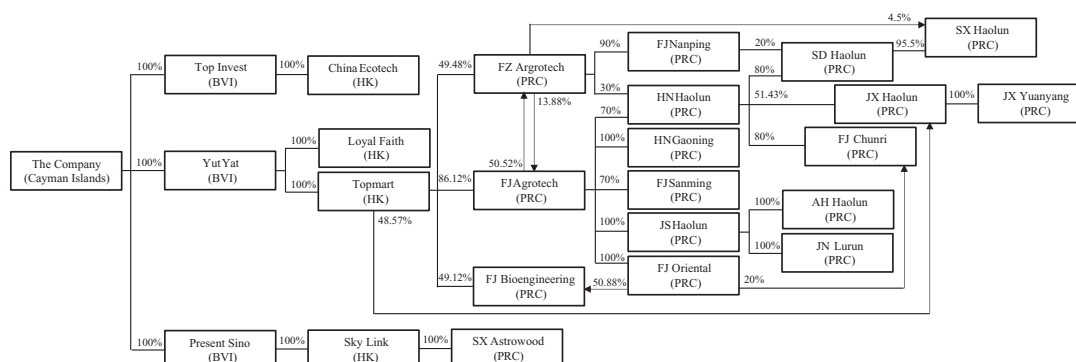 4.5%
SX Haolun
(PRC)
90%
FJNanping
(PRC)
20%
SD Haolun
(PRC)
95.5%
100%
Top Invest
(BVI)
100%
China Ecotech
(HK)
49.48%
FZ Argrotech
(PRC)
30%
80%
13.88%
70%
HNHaolun
(PRC)
51.43%
JX Haolun
(PRC)
100%
JX Yuanyang
(PRC)
100%
Loyal Faith
(HK)
100%
HNGaoning
(PRC)
80%
FJ Chunri
(PRC)
The Company
(Cayman Islands)
100%
YutYat
(BVI)
100%
Topmart
(HK)
86.12%
50.52%
FJAgrotech
(PRC)
70%
FJSanming
(PRC)
100%
AH Haolun
(PRC)
48.57%
100%
JSHaolun
(PRC)
100%
JN Lurun
(PRC)
49.12%
FJ Bioengineering
(PRC)
50.88%
100%
FJ Oriental
(PRC)
20%
100%
Present Sino
(BVI)
100%
Sky Link
(HK)
100%
SX Astrowood
(PRC)